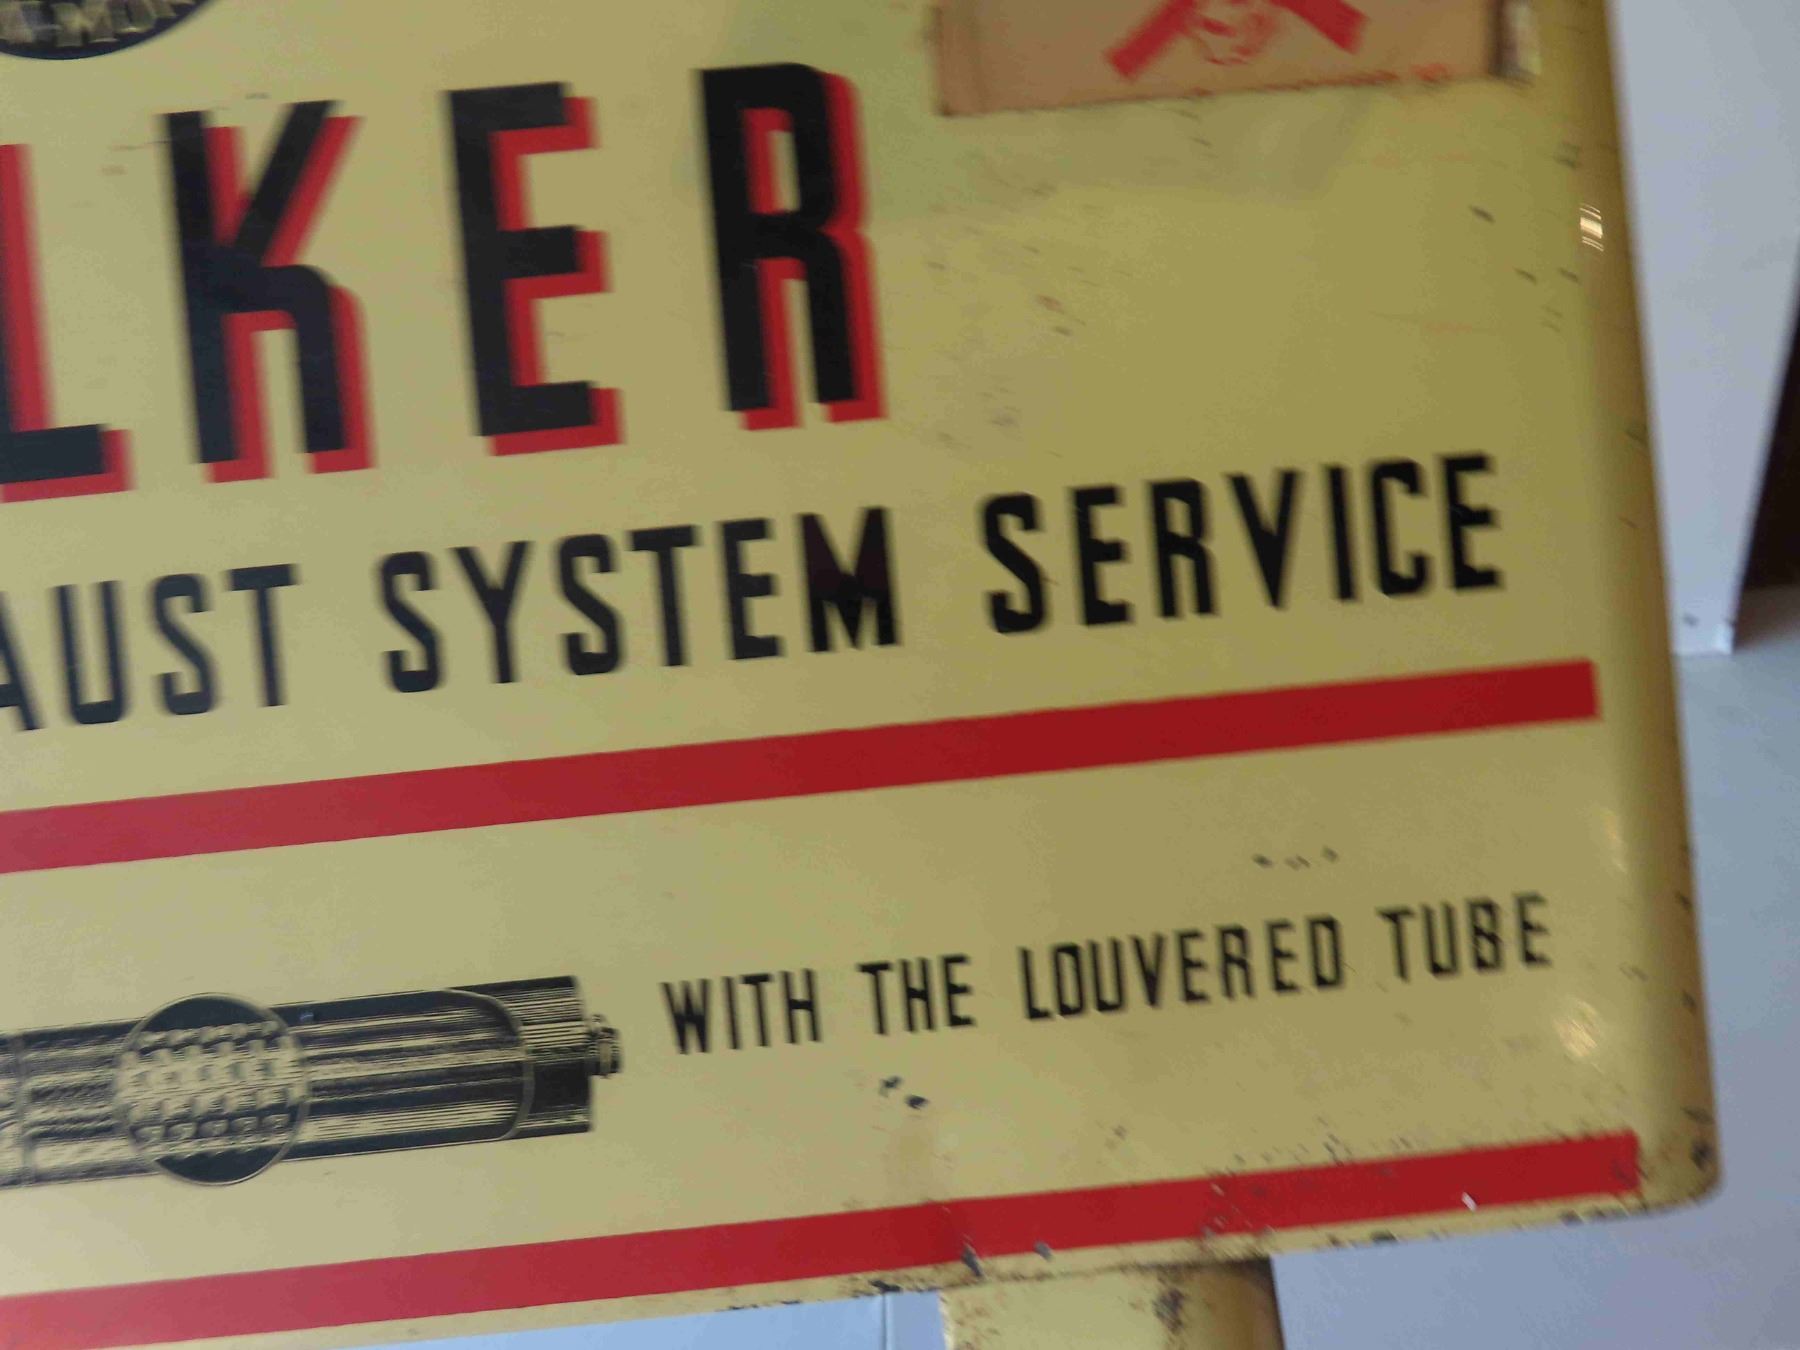 LKER
AUST SYSTEM SERVICE
WITH THE LOUVERED TUBE